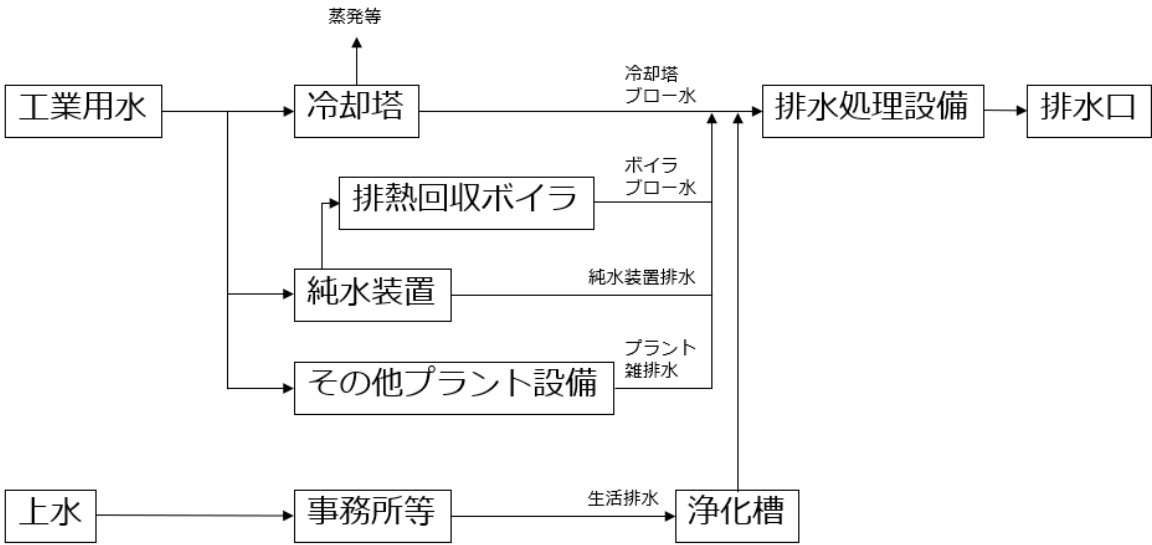 蒸発等
工業用水
冷却塔
冷却塔
ブロー水
排水処理設備
排水口
排熱回収ボイラ
ボイラ
ブロー水
純水装置
純水装置排水
その他プラント設備
プラント
雑排水
上水
事務所等
生活排水
浄化槽